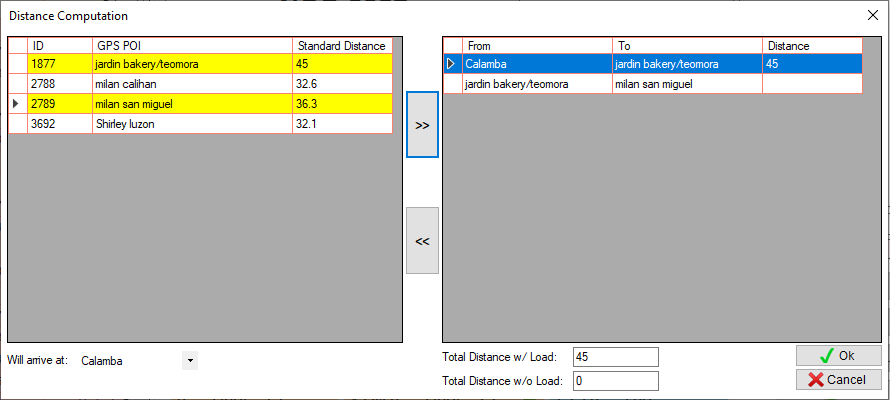 Distance Computation
ID GPS POI Standard Distance
1877 jardin bakery/teomora 45
2788 milan calihan 32.6
2789 milan san miguel 36.3
3692 Shirley luzon 32.1
>>
<<
From To Distance
Calamba jardin bakery/teomora 45
jardin bakery/teomora milan san miguel
Will arrive at: Calamba
Total Distance w/ Load: 45
Total Distance w/o Load: 0
Ok
Cancel